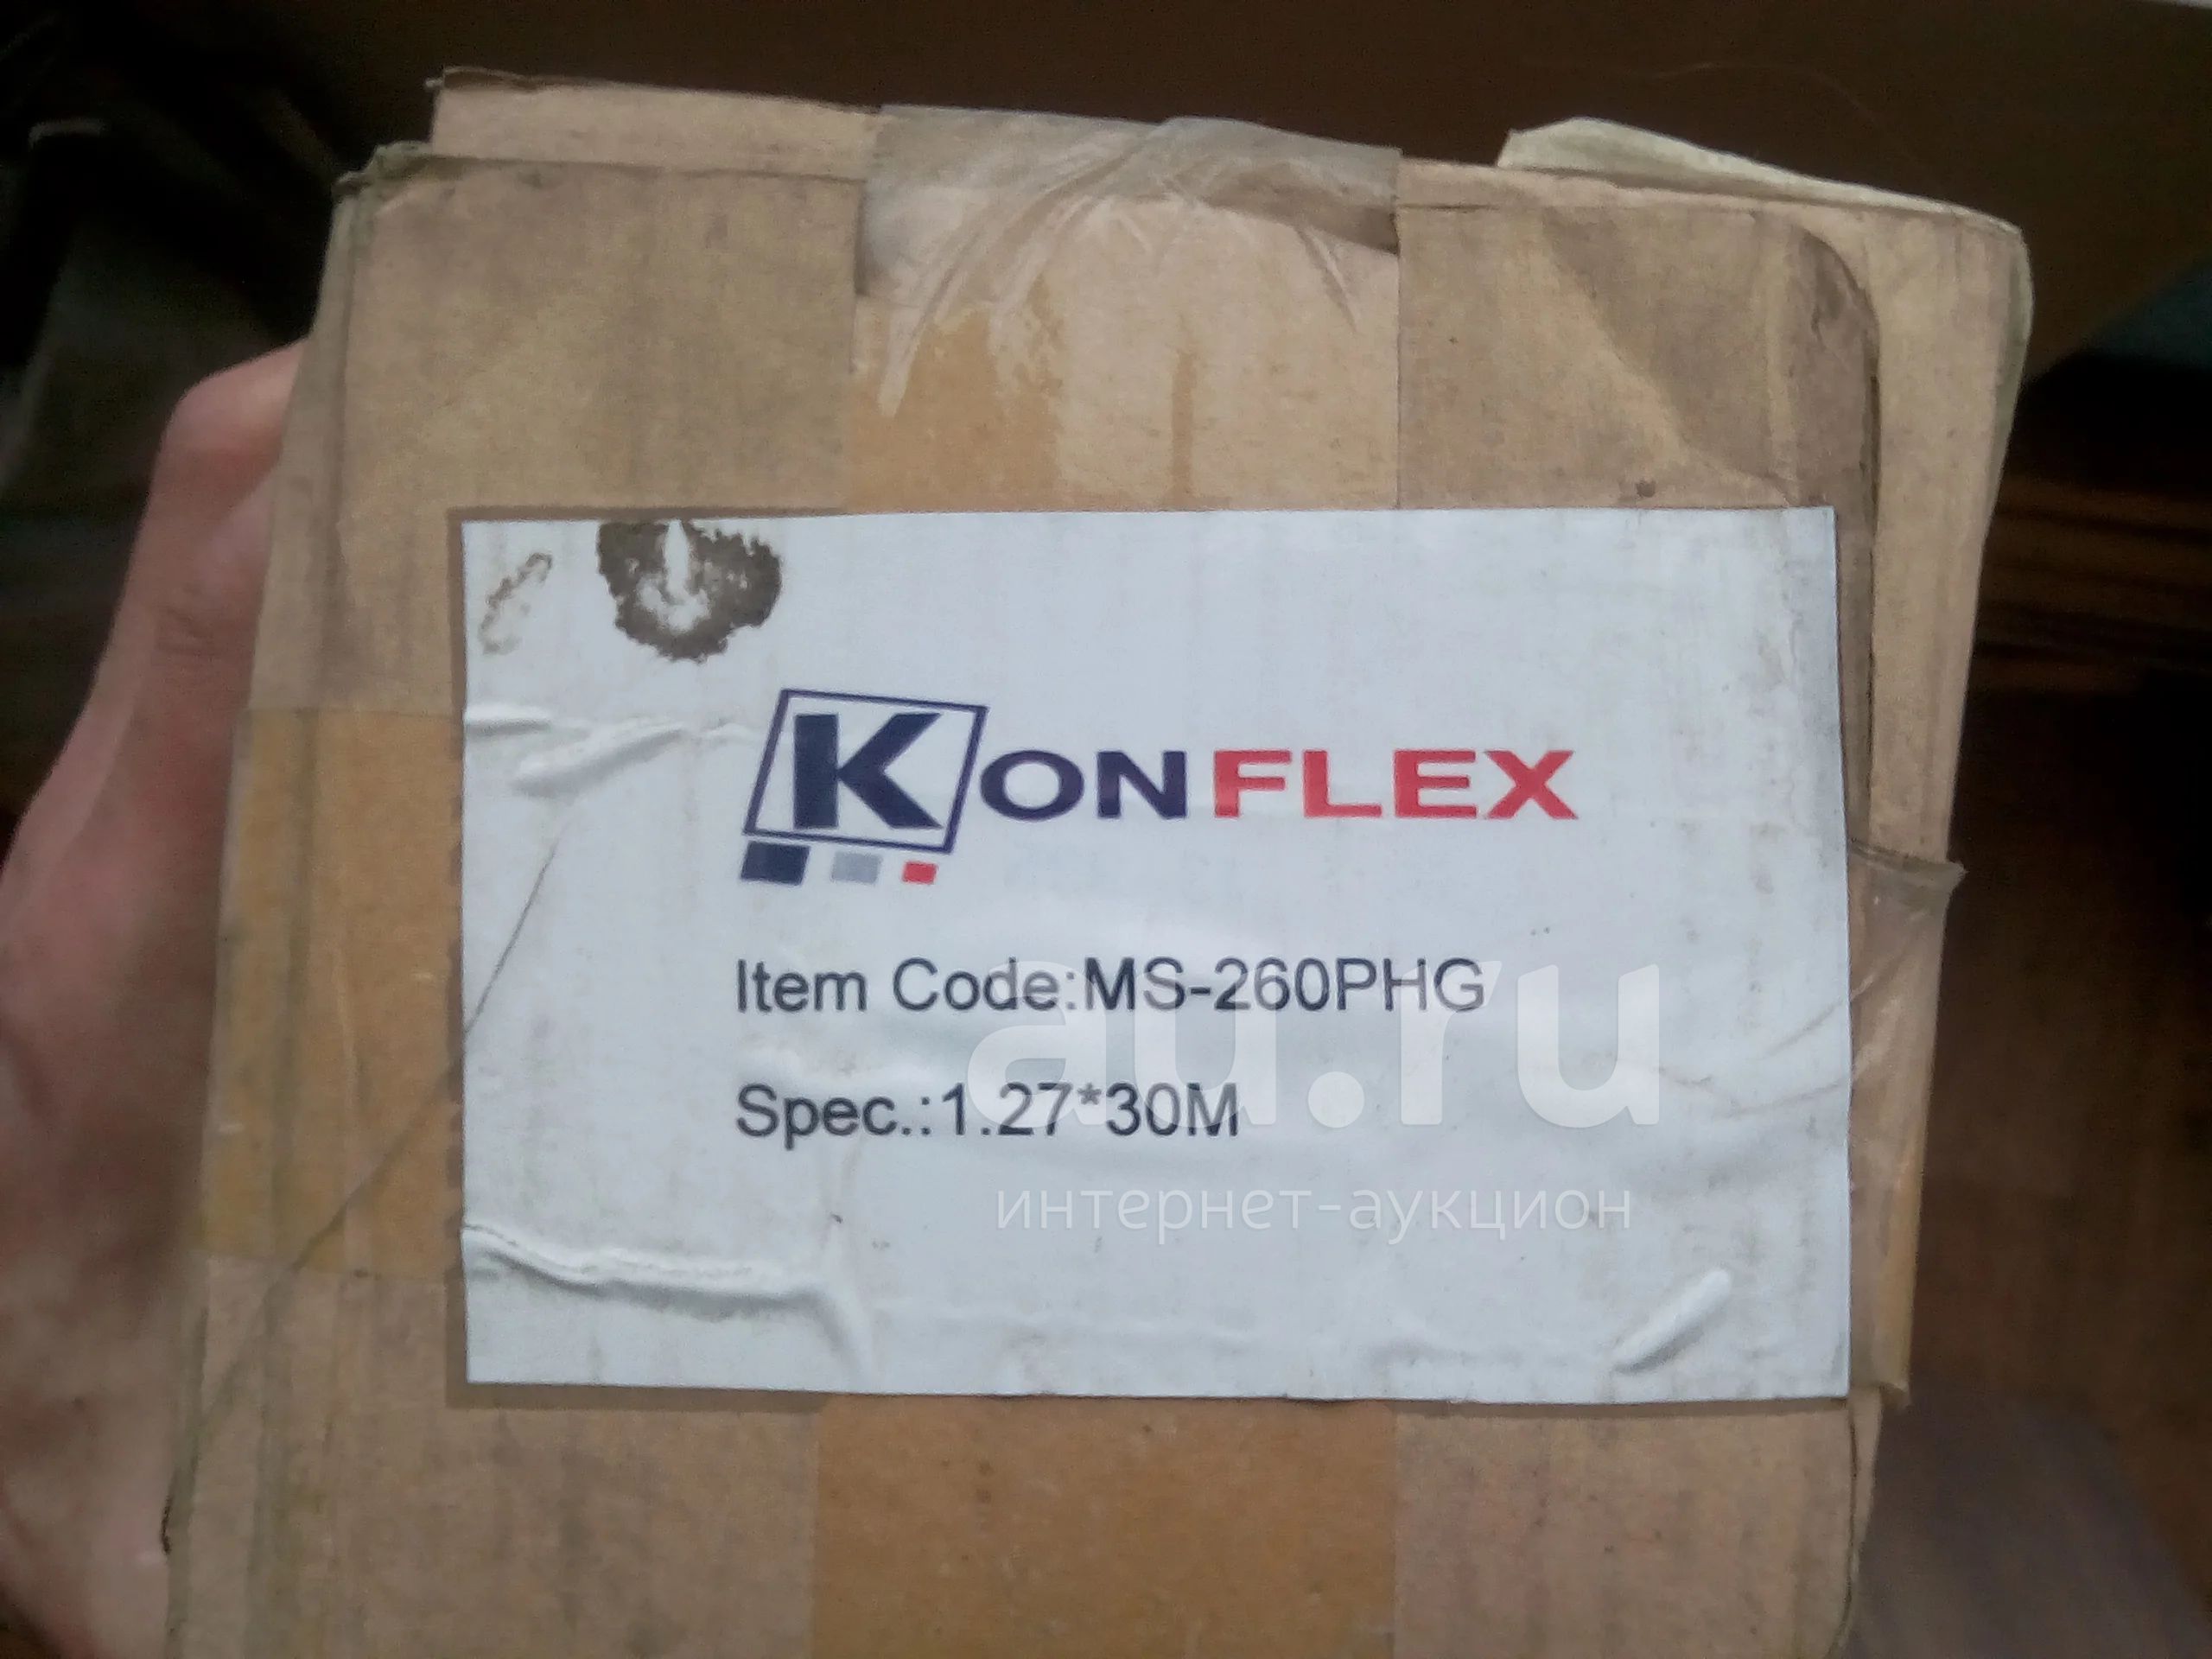 KONFLEX
Item Code:MS-260PHG
Spec.:1.27*30M
au.ru
интернет-аукцион